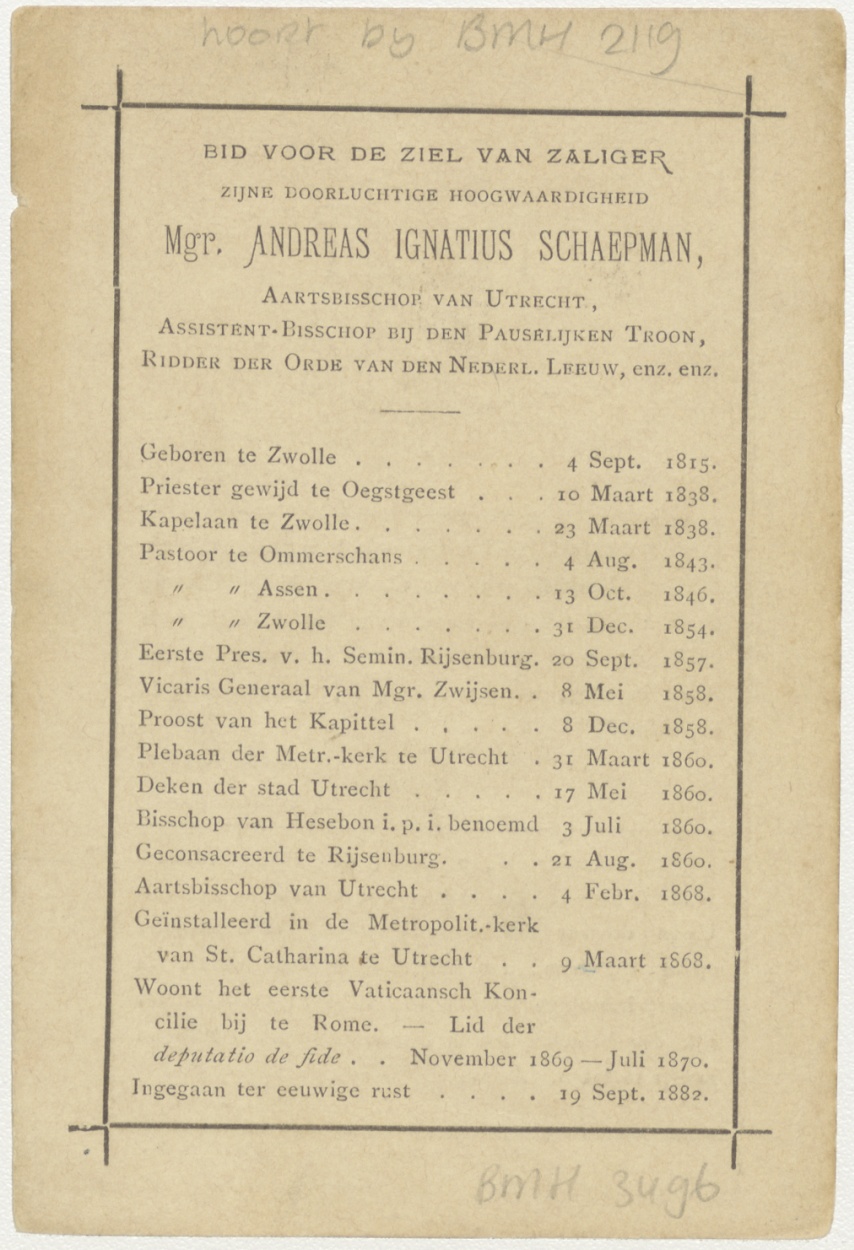 hoort by BMH 2119
BID VOOR DE ZIEL VAN ZALIGER
ZIJNE DOORLUCHTIGE HOOGWAARDIGHEID
Mgr. ANDREAS IGNATIUS SCHAEPMAN,
AARTSBISSCHOP VAN UTRECHT,
ASSISTENT-BISSCHOP BIJ DEN PAUSELIJKEN TROON,
RIDDER DER ORDE VAN DEN NEDERL. LEEUW, enz. enz.
Geboren te Zwolle . . . . . . . 4 Sept. 1815.
Priester gewijd te Oegstgeest . . . 10 Maart 1838.
Kapelaan te Zwolle. . . . . . . 23 Maart 1838.
Pastoor te Ommerschans . . . . . 4 Aug. 1843.
〃 〃 Assen. . . . . . . . 13 Oct. 1846.
〃 〃 Zwolle . . . . . . . 31 Dec. 1854.
Eerste Pres. v. h. Semin. Rijsenburg. 20 Sept. 1857.
Vicaris Generaal van Mgr. Zwijsen. . 8 Mei 1858.
Proost van het Kapittel . . . . . 8 Dec. 1858.
Plebaan der Metr.-kerk te Utrecht . 31 Maart 1860.
Deken der stad Utrecht . . . . . 17 Mei 1860.
Bisschop van Hesebon i. p. i. benoemd 3 Juli 1860.
Geconsacreerd te Rijsenburg. . . 21 Aug. 1860.
Aartsbisschop van Utrecht . . . . 4 Febr. 1868.
Geïnstalleerd in de Metropolit.-kerk
van St. Catharina te Utrecht . . 9 Maart 1868.
Woont het eerste Vaticaansch Kon-
cilie bij te Rome. — Lid der
deputatio de fide . . November 1869 — Juli 1870.
Ingegaan ter eeuwige rust . . . . 19 Sept. 1882.
BMH 3496